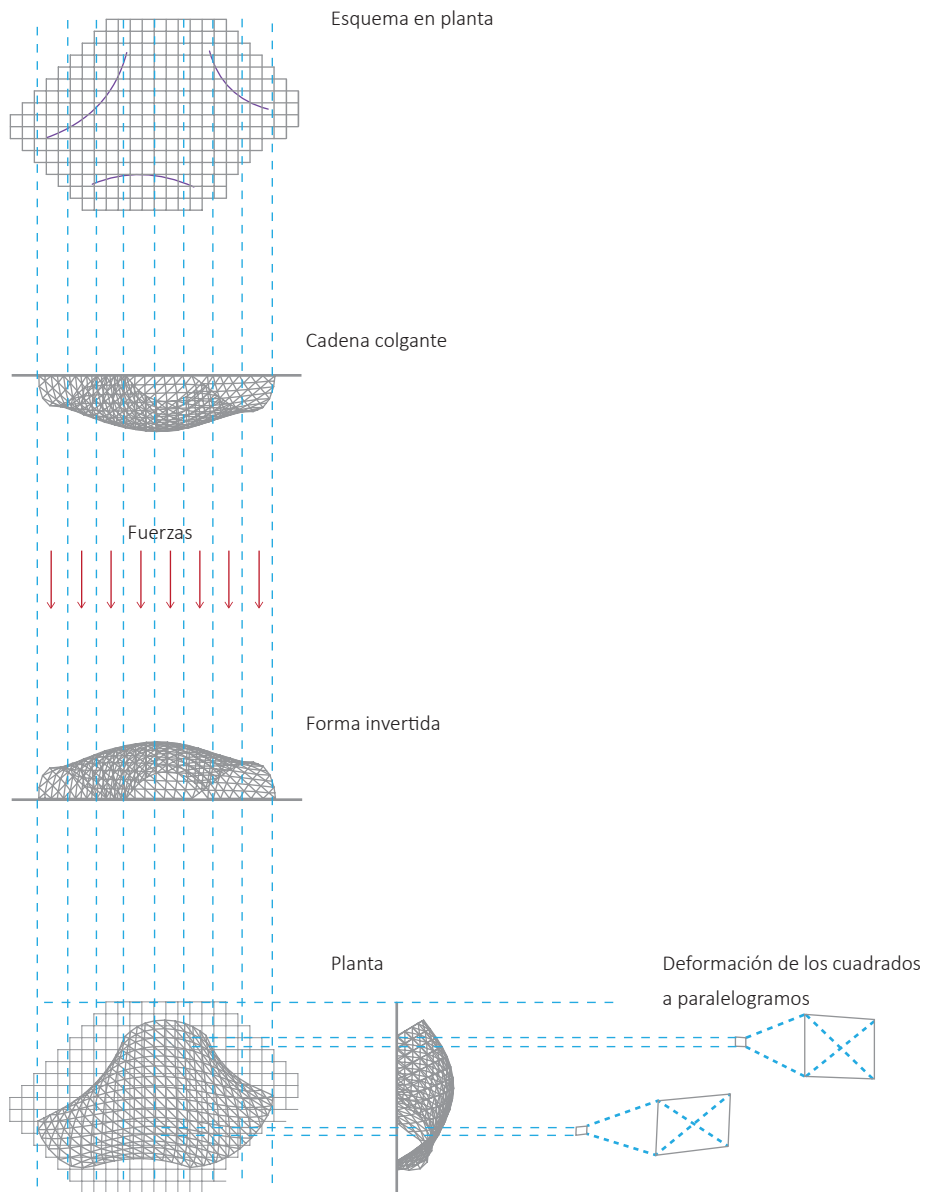 Esquema en planta
Cadena colgante
Fuerzas
Forma invertida
Planta
Deformación de los cuadrados
a paralelogramos